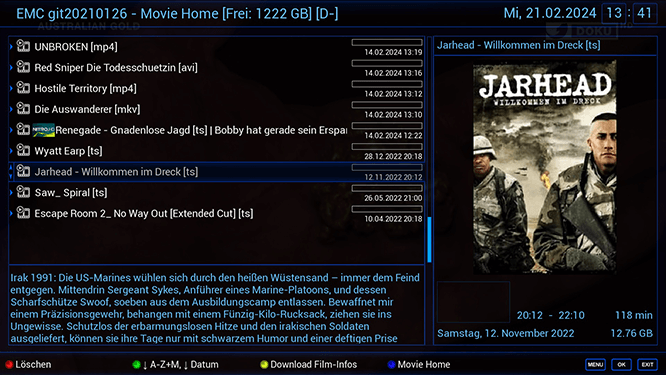 EMC git20210126 - Movie Home [Frei: 1222 GB] [D-]
Mi, 21.02.2024 13 : 41
AUSTRALIAN GOLD
DOKU
UNBROKEN [mp4]
14.02.2024 13:19
Red Sniper Die Todesschuetzin [avi]
14.02.2024 13:16
Hostile Territory [mp4]
14.02.2024 13:12
Die Auswanderer [mkv]
14.02.2024 13:10
NITRO HD Renegade - Gnadenlose Jagd [ts] | Bobby hat gerade sein Erspar
14.02.2024 12:22
Wyatt Earp [ts]
28.12.2022 20:18
Jarhead - Willkommen im Dreck [ts]
12.11.2022 20:12
Saw_ Spiral [ts]
26.05.2022 21:00
Escape Room 2_ No Way Out [Extended Cut] [ts]
10.04.2022 20:18
Irak 1991: Die US-Marines wühlen sich durch den heißen Wüstensand – immer dem Feind
entgegen. Mittendrin Sergeant Sykes, Anführer eines Marine-Platoons, und dessen
Scharfschütze Swoof, soeben aus dem Ausbildungscamp entlassen. Bewaffnet mit
einem Präzisionsgewehr, behangen mit einem Fünzig-Kilo-Rucksack, ziehen sie ins
Ungewisse. Schutzlos der erbarmungslosen Hitze und den irakischen Soldaten
ausgeliefert, können sie ihre Tage nur mit schwarzem Humor und einer deftigen Prise
Jarhead - Willkommen im Dreck [ts]
JARHEAD
WILLKOMMEN IM DRECK
20:12 - 22:10 118 min
Samstag, 12. November 2022 12.76 GB
Löschen
↓ A-Z+M, ↓ Datum
Download Film-Infos
Movie Home
MENU OK EXIT